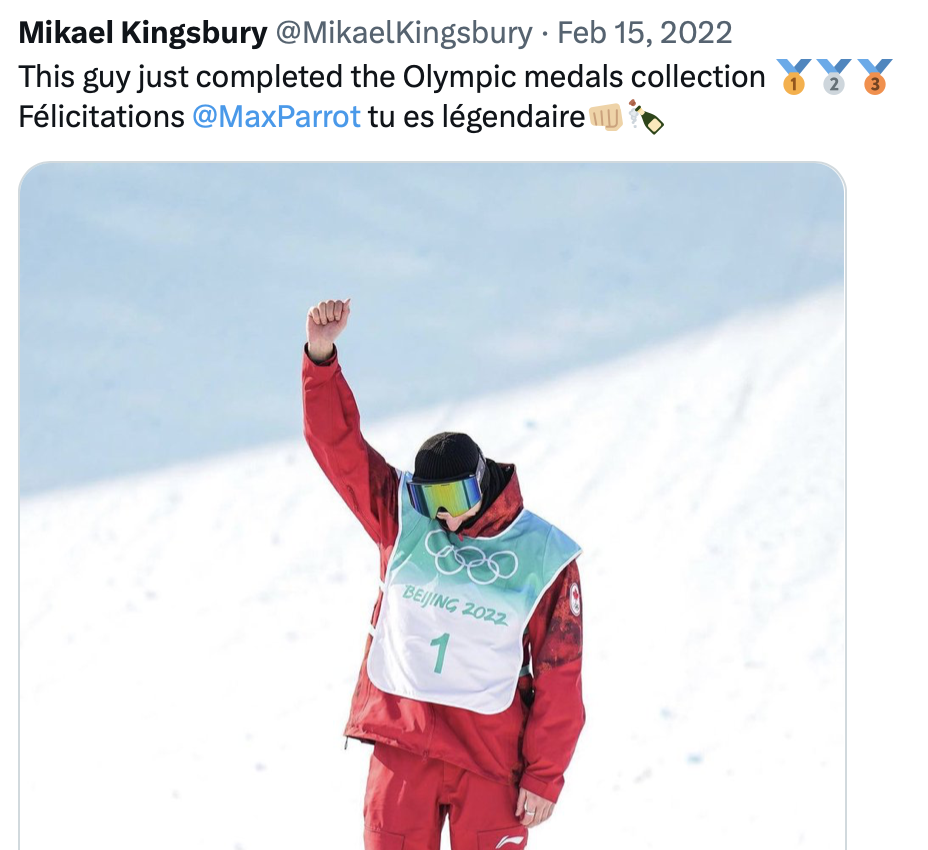 Mikael Kingsbury @MikaelKingsbury · Feb 15, 2022
This guy just completed the Olympic medals collection 🥇🥈🥉
Félicitations @MaxParrot tu es légendaire👊🏼🍾
BEIJING 2022
1